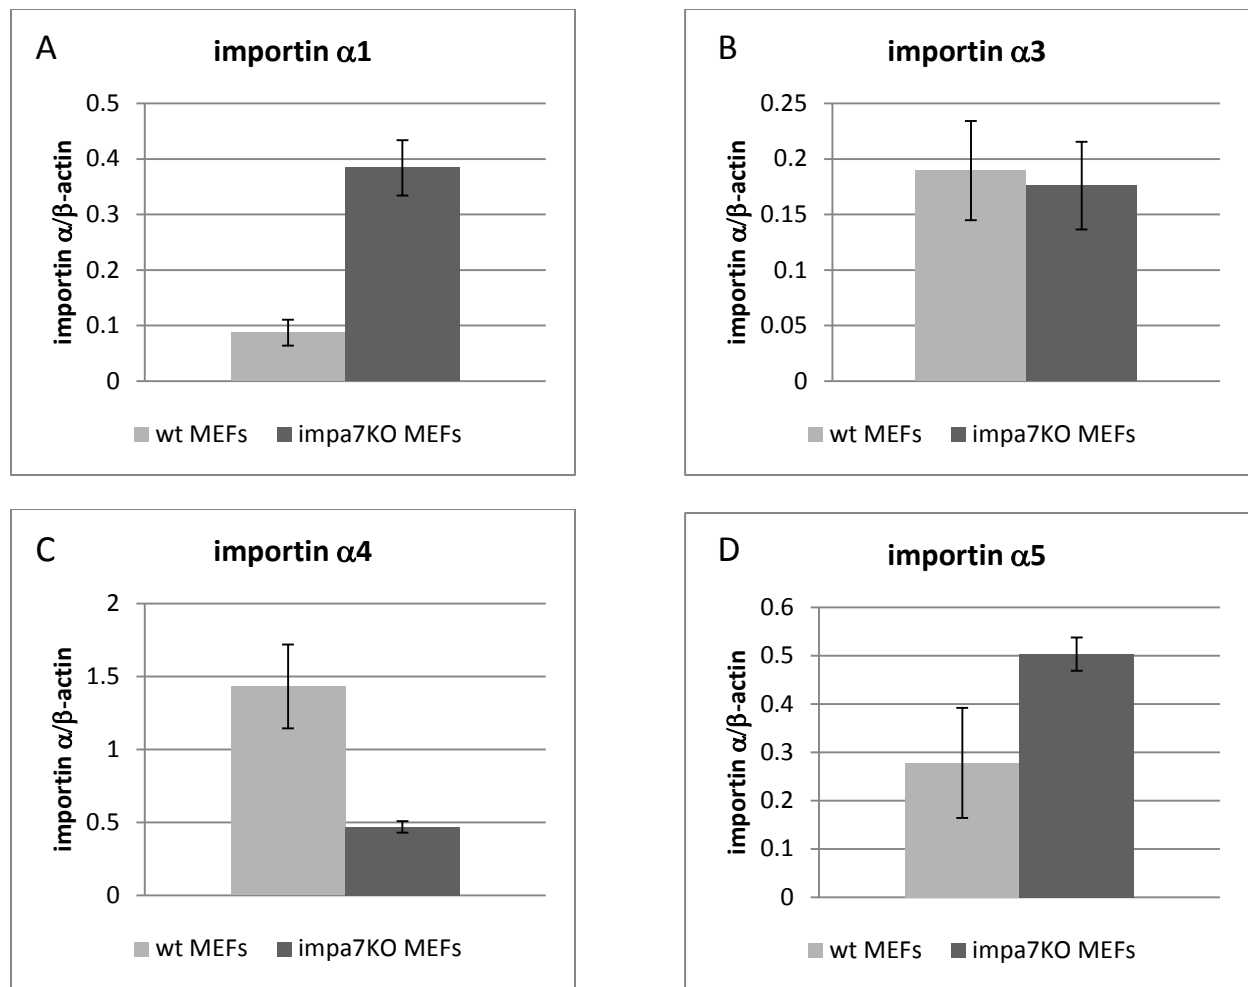 A
importin α1
importin α/β-actin
0.5
0.4
0.3
0.2
0.1
0
wt MEFs impa7KO MEFs
B
importin α3
importin α/β-actin
0.25
0.2
0.15
0.1
0.05
0
wt MEFs impa7KO MEFs
C
importin α4
importin α/β-actin
2
1.5
1
0.5
0
wt MEFs impa7KO MEFs
D
importin α5
importin α/β-actin
0.6
0.5
0.4
0.3
0.2
0.1
0
wt MEFs impa7KO MEFs